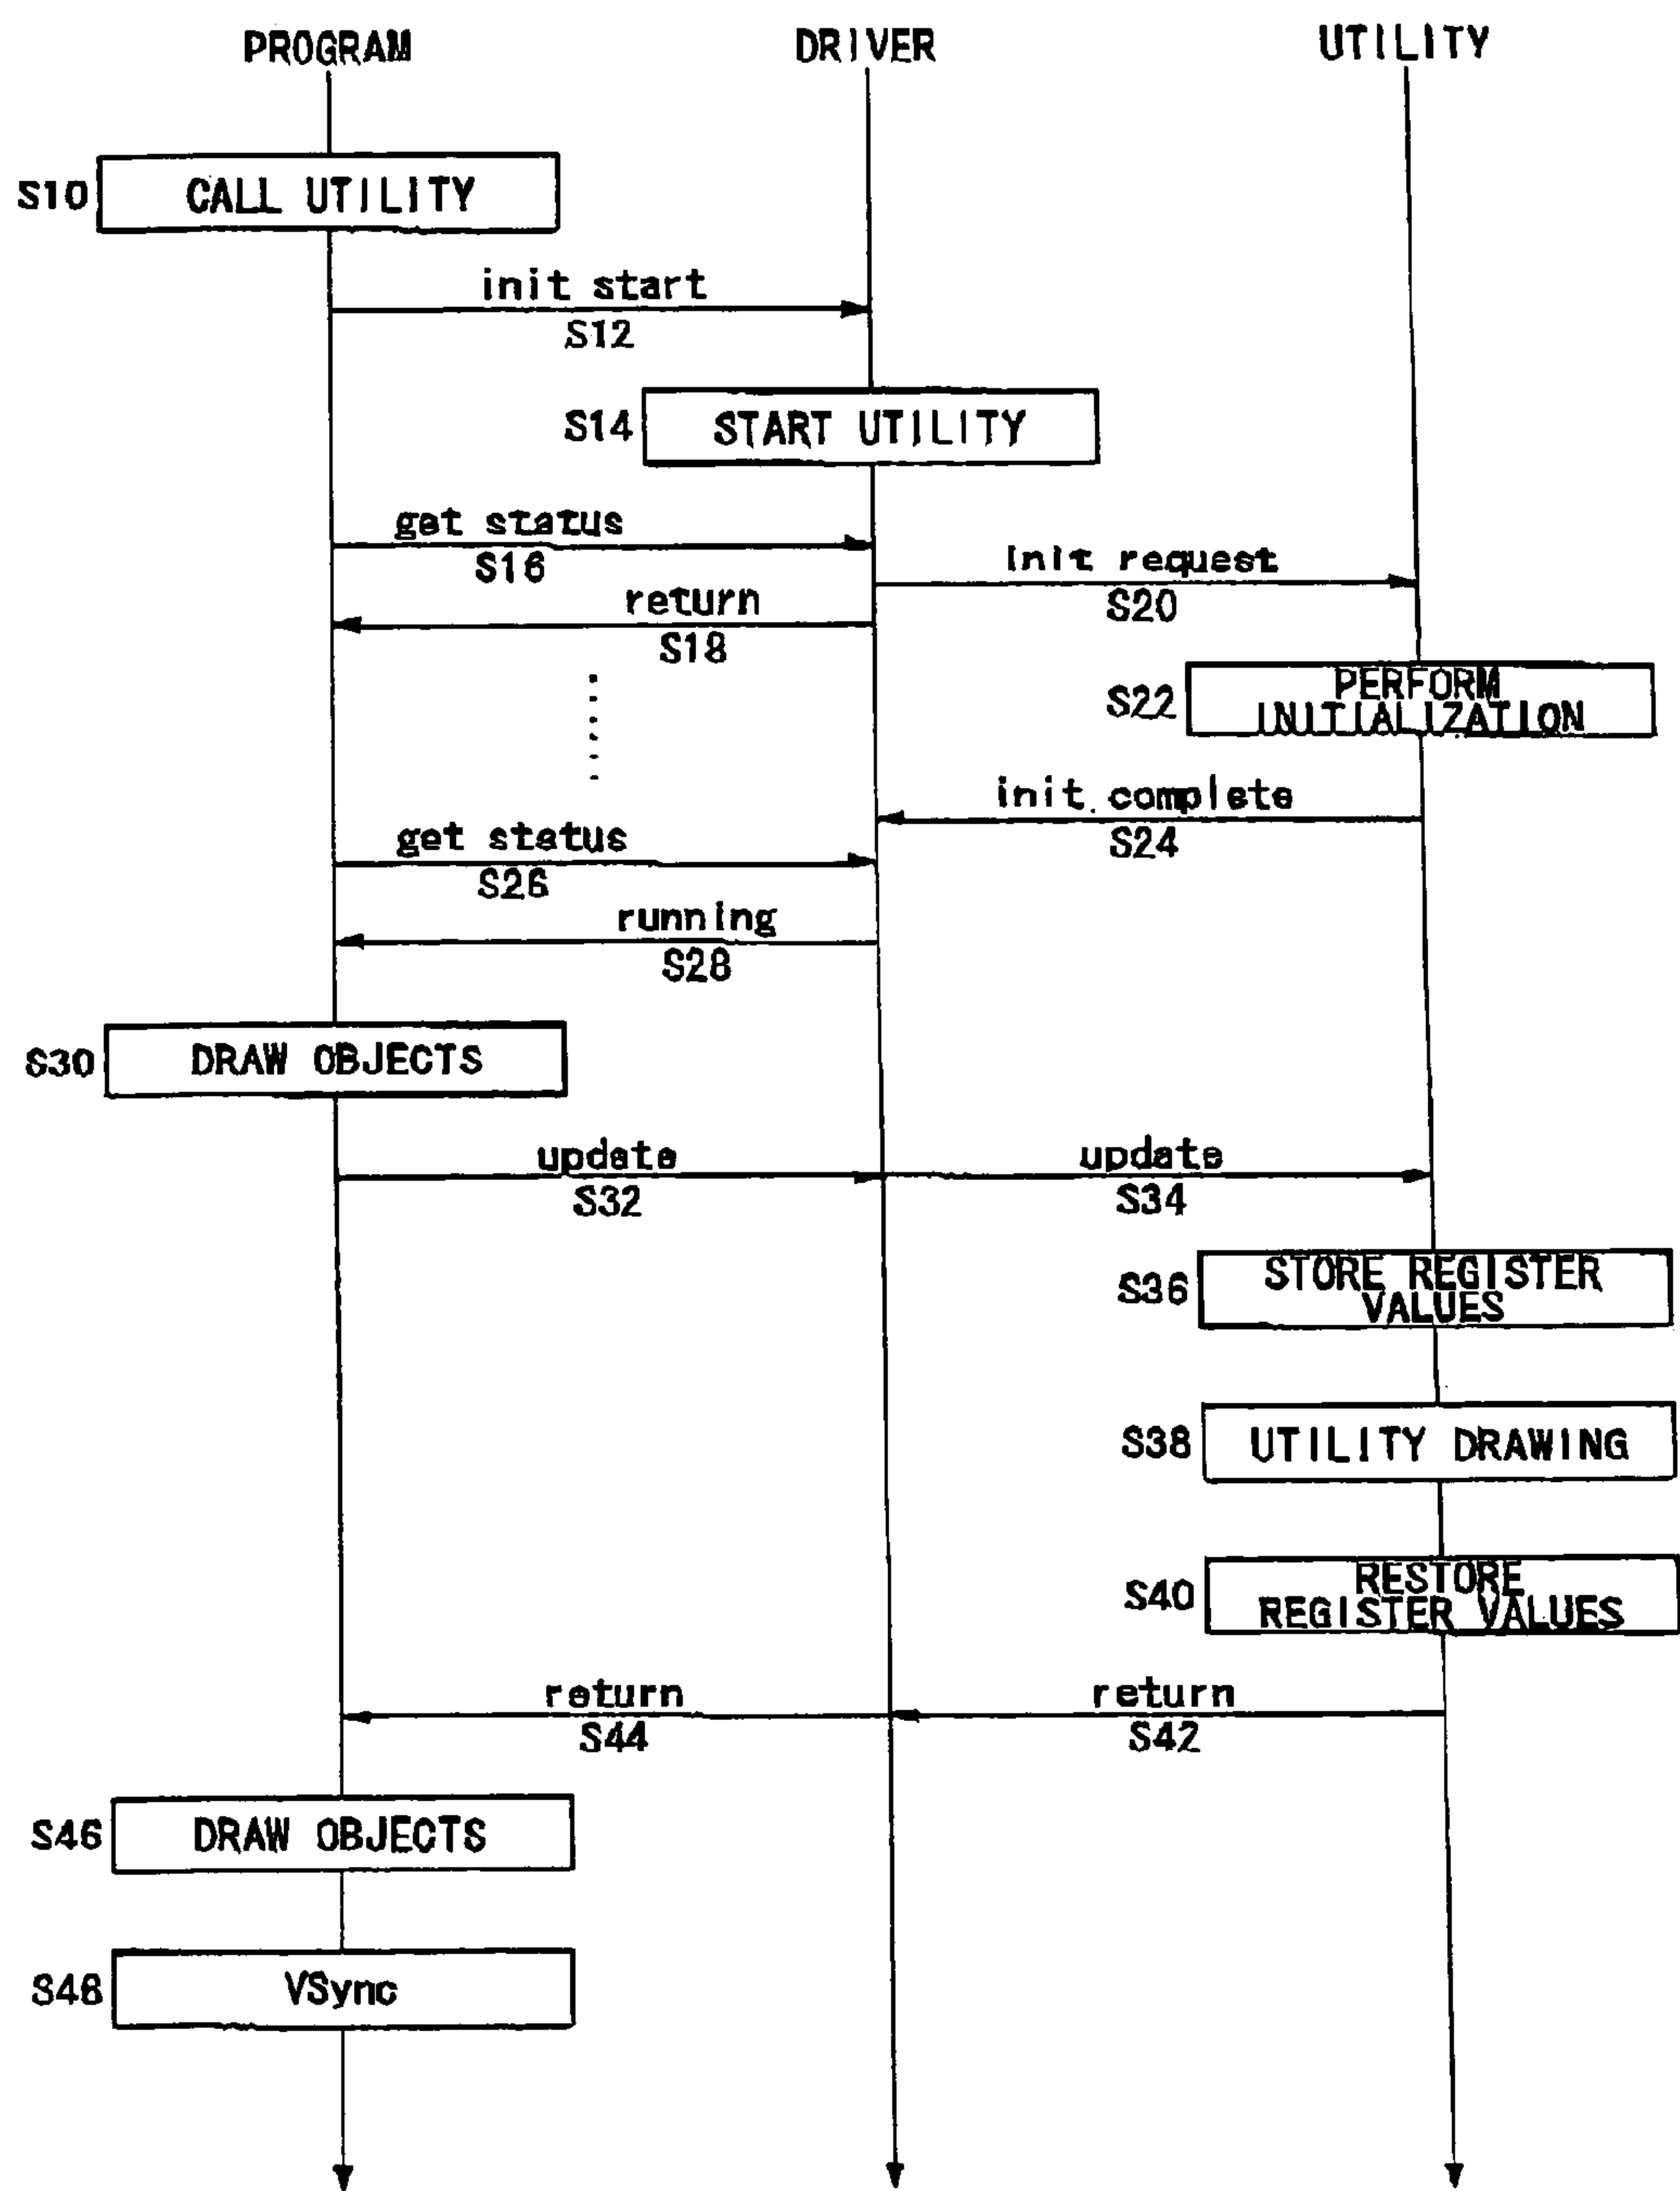 PROGRAM DRIVER UTILITY
S10 CALL UTILITY
init start
S12
S14 START UTILITY
get status
S16
init request
S20
return
S18
S22 PERFORM
INITIALIZATION
init complete
S24
get status
S26
running
S28
S30 DRAW OBJECTS
update update
S32 S34
S36 STORE REGISTER
VALUES
S38 UTILITY DRAWING
S40 RESTORE
REGISTER VALUES
return return
S44 S42
S46 DRAW OBJECTS
S48 VSync